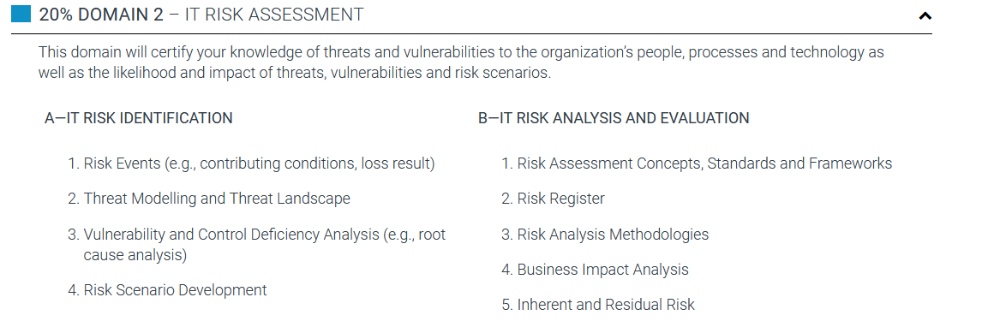 20% DOMAIN 2 – IT RISK ASSESSMENT
This domain will certify your knowledge of threats and vulnerabilities to the organization’s people, processes and technology as
well as the likelihood and impact of threats, vulnerabilities and risk scenarios.
A—IT RISK IDENTIFICATION
1. Risk Events (e.g., contributing conditions, loss result)
2. Threat Modelling and Threat Landscape
3. Vulnerability and Control Deficiency Analysis (e.g., root
cause analysis)
4. Risk Scenario Development
B—IT RISK ANALYSIS AND EVALUATION
1. Risk Assessment Concepts, Standards and Frameworks
2. Risk Register
3. Risk Analysis Methodologies
4. Business Impact Analysis
5. Inherent and Residual Risk